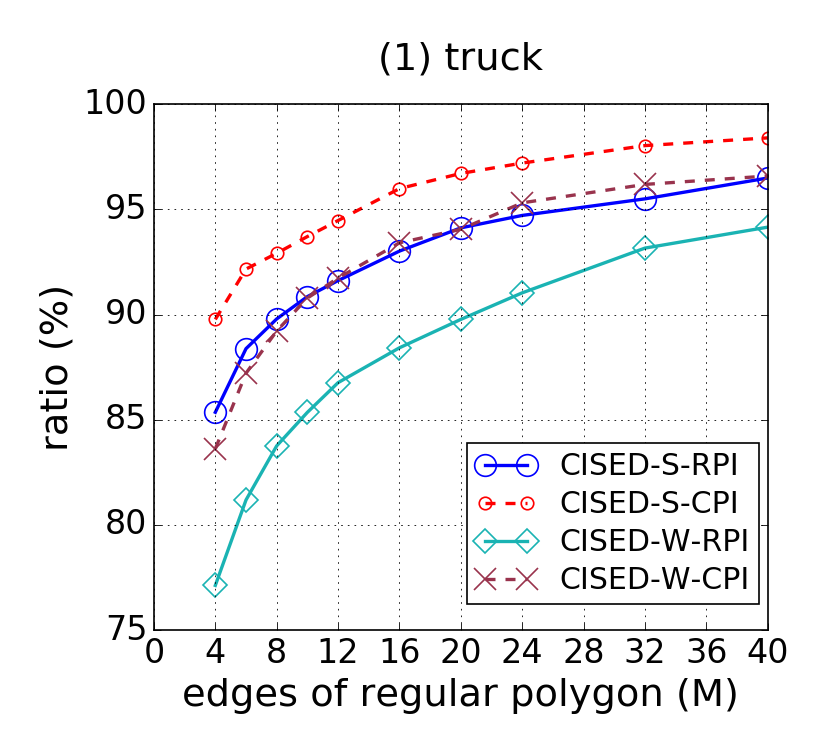 (1) truck
100
95
90
85
80
75
ratio (%)
CISED-S-RPI
CISED-S-CPI
CISED-W-RPI
CISED-W-CPI
0 4 8 12 16 20 24 28 32 36 40
edges of regular polygon (M)